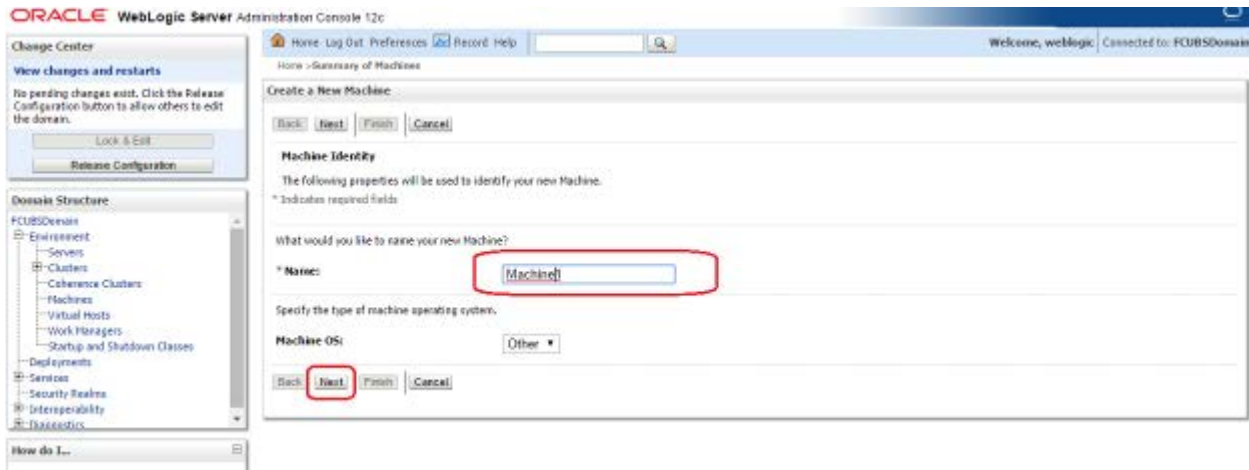 ORACLE WebLogic Server Administration Console 12c
Change Center
View changes and restarts
No pending changes exist. Click the Release
Configuration button to allow others to edit
the domain.
Lock & Edit
Release Configuration
Domain Structure
FCUBSDomain
Environment
Servers
Clusters
Coherence Clusters
Machines
Virtual Hosts
Work Managers
Startup and Shutdown Classes
Deployments
Services
Security Realms
Interoperability
Diagnostics
How do I...
Home Log Out Preferences Record Help
Welcome, weblogic Connected to: FCUBSDomain
Home >Summary of Machines
Create a New Machine
Back Next Finish Cancel
Machine Identity
The following properties will be used to identify your new Machine.
* Indicates required fields
What would you like to name your new Machine?
* Name: Machine1
Specify the type of machine operating system.
Machine OS: Other
Back Next Finish Cancel